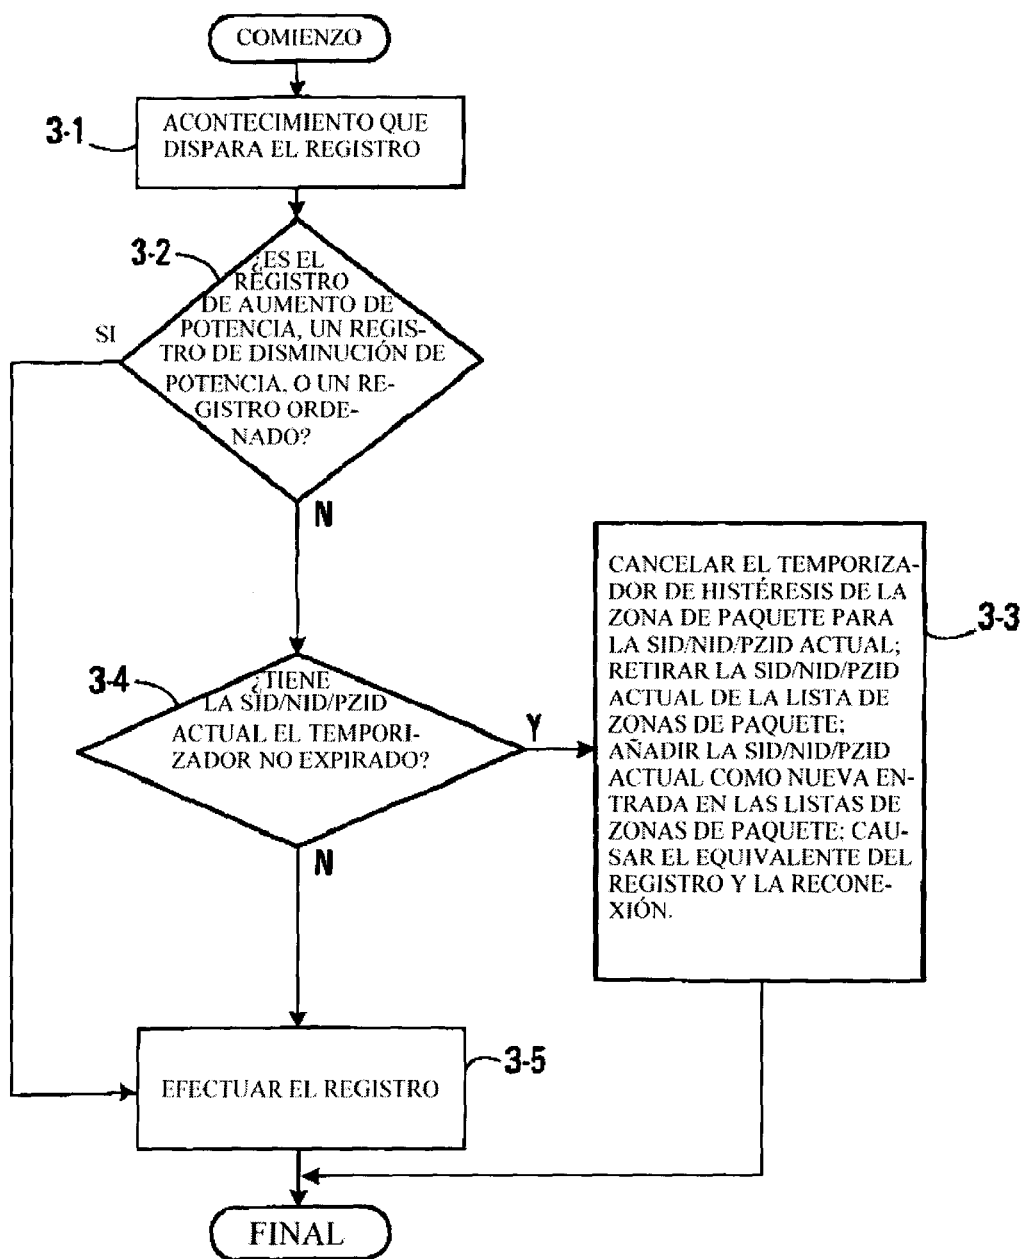 COMIENZO
3-1
ACONTECIMIENTO QUE
DISPARA EL REGISTRO
3-2
¿ES EL
REGISTRO
DE AUMENTO DE
POTENCIA, UN REGIS-
TRO DE DISMINUCIÓN DE
POTENCIA, O UN RE-
GISTRO ORDE-
NADO?
SI
N
3-4
¿TIENE
LA SID/NID/PZID
ACTUAL EL TEMPORI-
ZADOR NO EXPIRADO?
Y
N
CANCELAR EL TEMPORIZA-
DOR DE HISTÉRESIS DE LA
ZONA DE PAQUETE PARA
LA SID/NID/PZID ACTUAL;
RETIRAR LA SID/NID/PZID
ACTUAL DE LA LISTA DE
ZONAS DE PAQUETE;
AÑADIR LA SID/NID/PZID
ACTUAL COMO NUEVA EN-
TRADA EN LAS LISTAS DE
ZONAS DE PAQUETE; CAU-
SAR EL EQUIVALENTE DEL
REGISTRO Y LA RECONE-
XIÓN.
3-3
EFECTUAR EL REGISTRO
3-5
FINAL